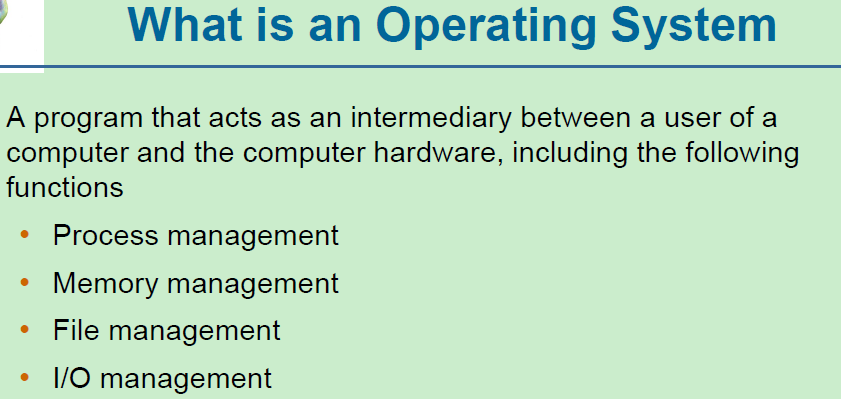 What is an Operating System
A program that acts as an intermediary between a user of a
computer and the computer hardware, including the following
functions
• Process management
• Memory management
• File management
• I/O management